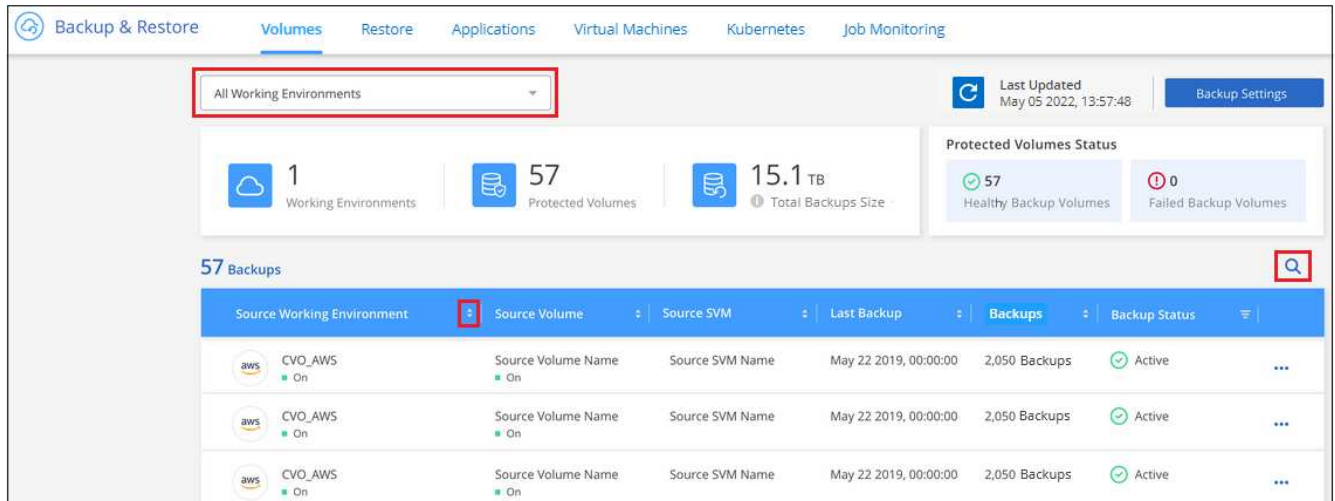 Backup & Restore Volumes Restore Applications Virtual Machines Kubernetes Job Monitoring
All Working Environments
Last Updated
May 05 2022, 13:57:48
Backup Settings
1
Working Environments
57
Protected Volumes
15.1 TB
Total Backups Size
Protected Volumes Status
57
Healthy Backup Volumes
0
Failed Backup Volumes
57 Backups
Source Working Environment Source Volume Source SVM Last Backup Backups Backup Status
aws CVO_AWS Source Volume Name Source SVM Name May 22 2019, 00:00:00 2,050 Backups Active ...
On On
aws CVO_AWS Source Volume Name Source SVM Name May 22 2019, 00:00:00 2,050 Backups Active ...
On On
aws CVO_AWS Source Volume Name Source SVM Name May 22 2019, 00:00:00 2,050 Backups Active ...
On On